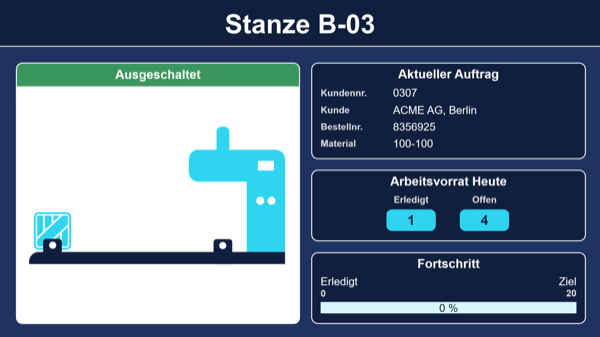 Stanze B-03
Ausgeschaltet
Aktueller Auftrag
Kundennr. 0307
Kunde ACME AG, Berlin
Bestellnr. 8356925
Material 100-100
Arbeitsvorrat Heute
Erledigt Offen
1 4
Fortschritt
Erledigt Ziel
0 20
0 %